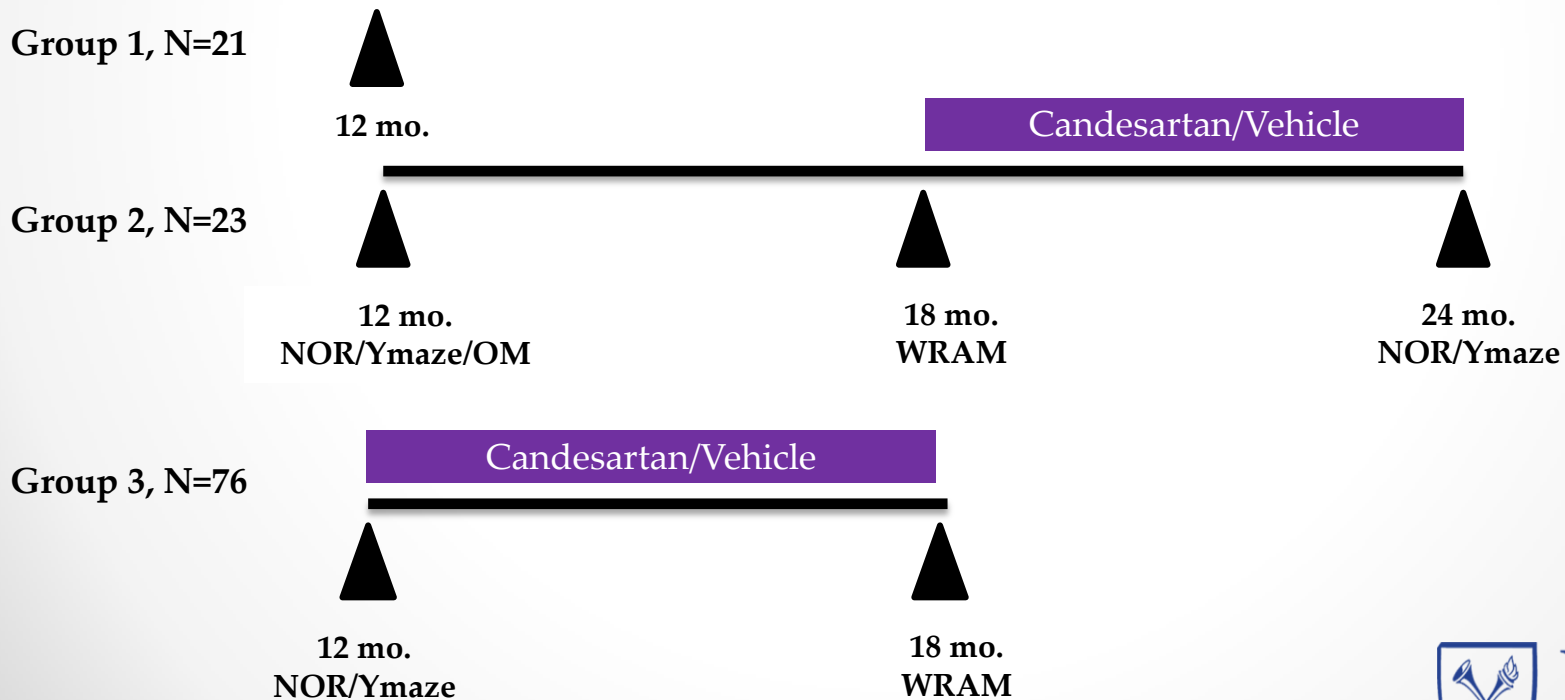 Group 1, N=21
12 mo.
Candesartan/Vehicle
Group 2, N=23
12 mo.
NOR/Ymaze/OM
18 mo.
WRAM
24 mo.
NOR/Ymaze
Candesartan/Vehicle
Group 3, N=76
12 mo.
NOR/Ymaze
18 mo.
WRAM